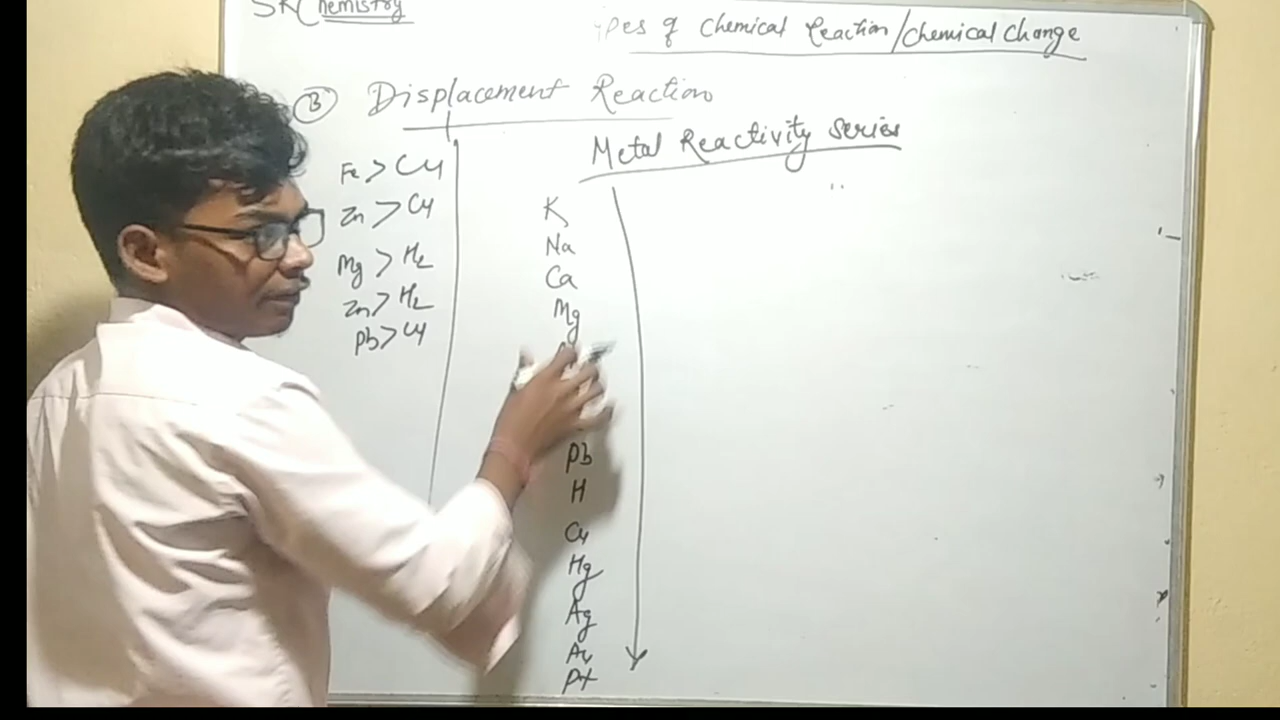 SK Chemistry
ypes of Chemical Reaction/Chemical Change
B Displacement Reaction
Metal Reactivity Series
Fe > Cu
Zn > Cu
Mg > H2
Zn > H2
Pb > Cu
K
Na
Ca
Mg
Pb
H
Cu
Hg
Ag
Au
Pt